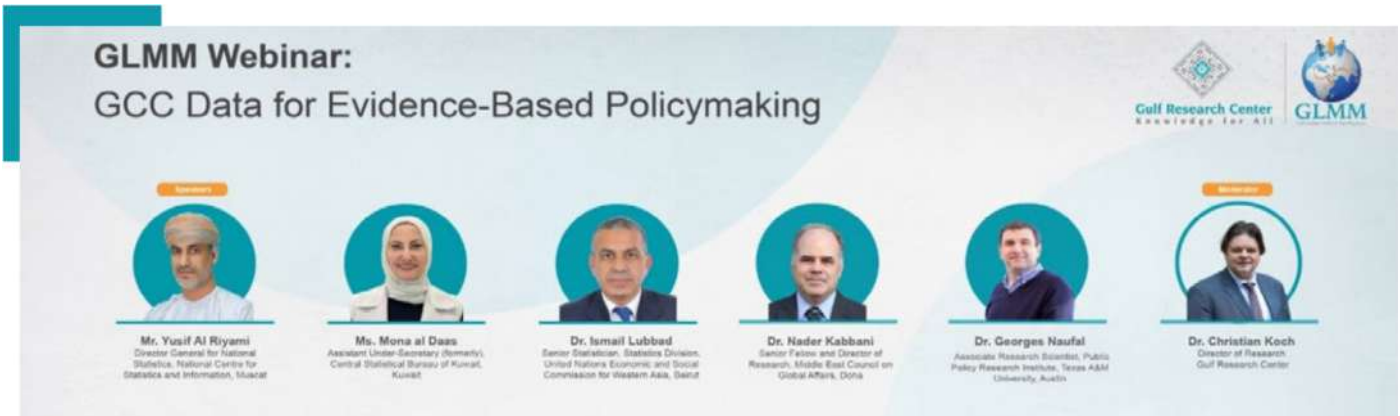 GLMM Webinar:
GCC Data for Evidence-Based Policymaking
Gulf Research Center
Knowledge for All
GLMM
Speakers
Moderator
Mr. Yusif Al Riyami
Director General for National
Statistics, National Centre for
Statistics and Information, Muscat
Ms. Mona al Daas
Assistant Under-Secretary (formerly),
Central Statistical Bureau of Kuwait,
Kuwait
Dr. Ismail Lubbad
Senior Statistician, Statistics Division,
United Nations Economic and Social
Commission for Western Asia, Beirut
Dr. Nader Kabbani
Senior Fellow and Director of
Research, Middle East Council on
Global Affairs, Doha
Dr. Georges Naufal
Associate Research Scientist, Public
Policy Research Institute, Texas A&M
University, Austin
Dr. Christian Koch
Director of Research
Gulf Research Center